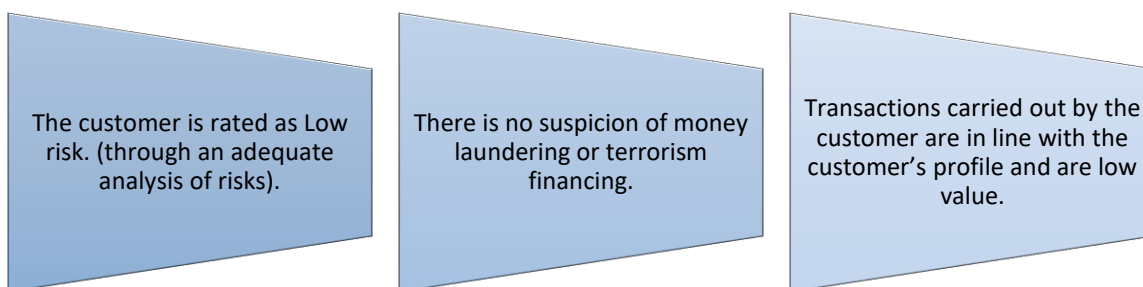 The customer is rated as Low
risk. (through an adequate
analysis of risks).
There is no suspicion of money
laundering or terrorism
financing.
Transactions carried out by the
customer are in line with the
customer’s profile and are low
value.